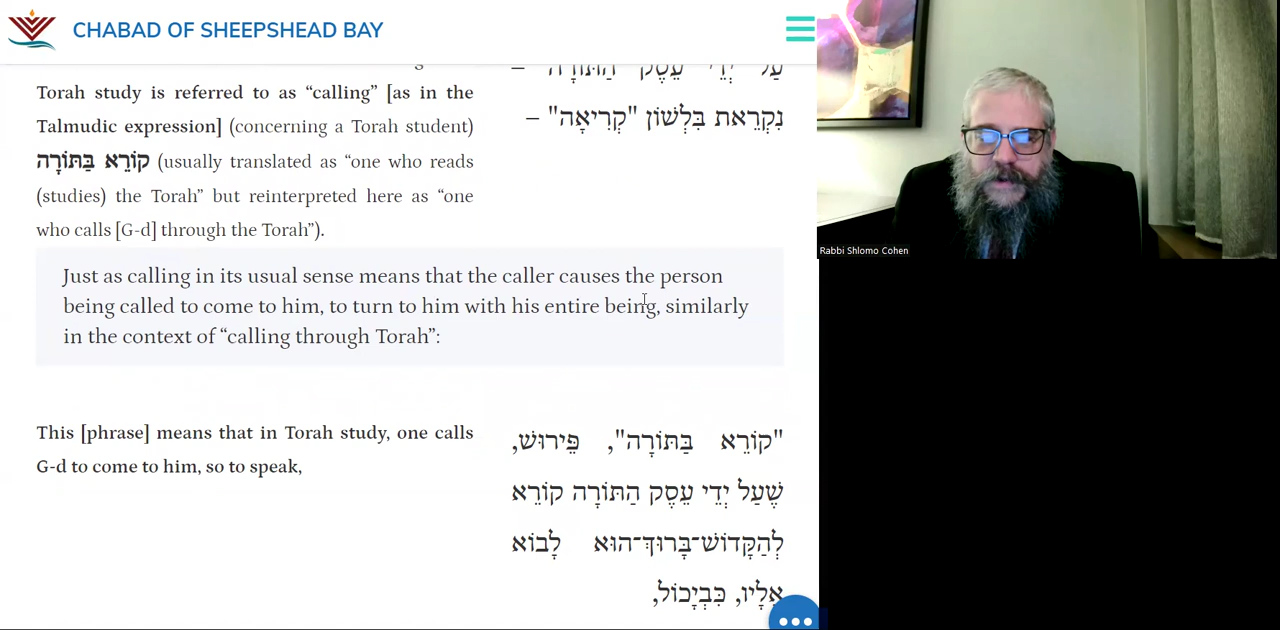 CHABAD OF SHEEPSHEAD BAY
Torah study is referred to as “calling” [as in the
Talmudic expression] (concerning a Torah student)
קוֹרֵא בַּתּוֹרָה (usually translated as “one who reads
(studies) the Torah” but reinterpreted here as “one
who calls [G-d] through the Torah”).
עַל יְדֵי עֵסֶק הַתּוֹרָה –
נִקְרֵאת בִּלְשׁוֹן "קְרִיאָה" –
Just as calling in its usual sense means that the caller causes the person
being called to come to him, to turn to him with his entire being, similarly
in the context of “calling through Torah”:
This [phrase] means that in Torah study, one calls
G-d to come to him, so to speak,
"קוֹרֵא בַּתּוֹרָה", פֵּירוּשׁ,
שֶׁעַל יְדֵי עֵסֶק הַתּוֹרָה קוֹרֵא
לְהַקָּדוֹשׁ־בָּרוּךְ־הוּא לָבוֹא
אֵלָיו, כִּבְיָכוֹל,
Rabbi Shlomo Cohen